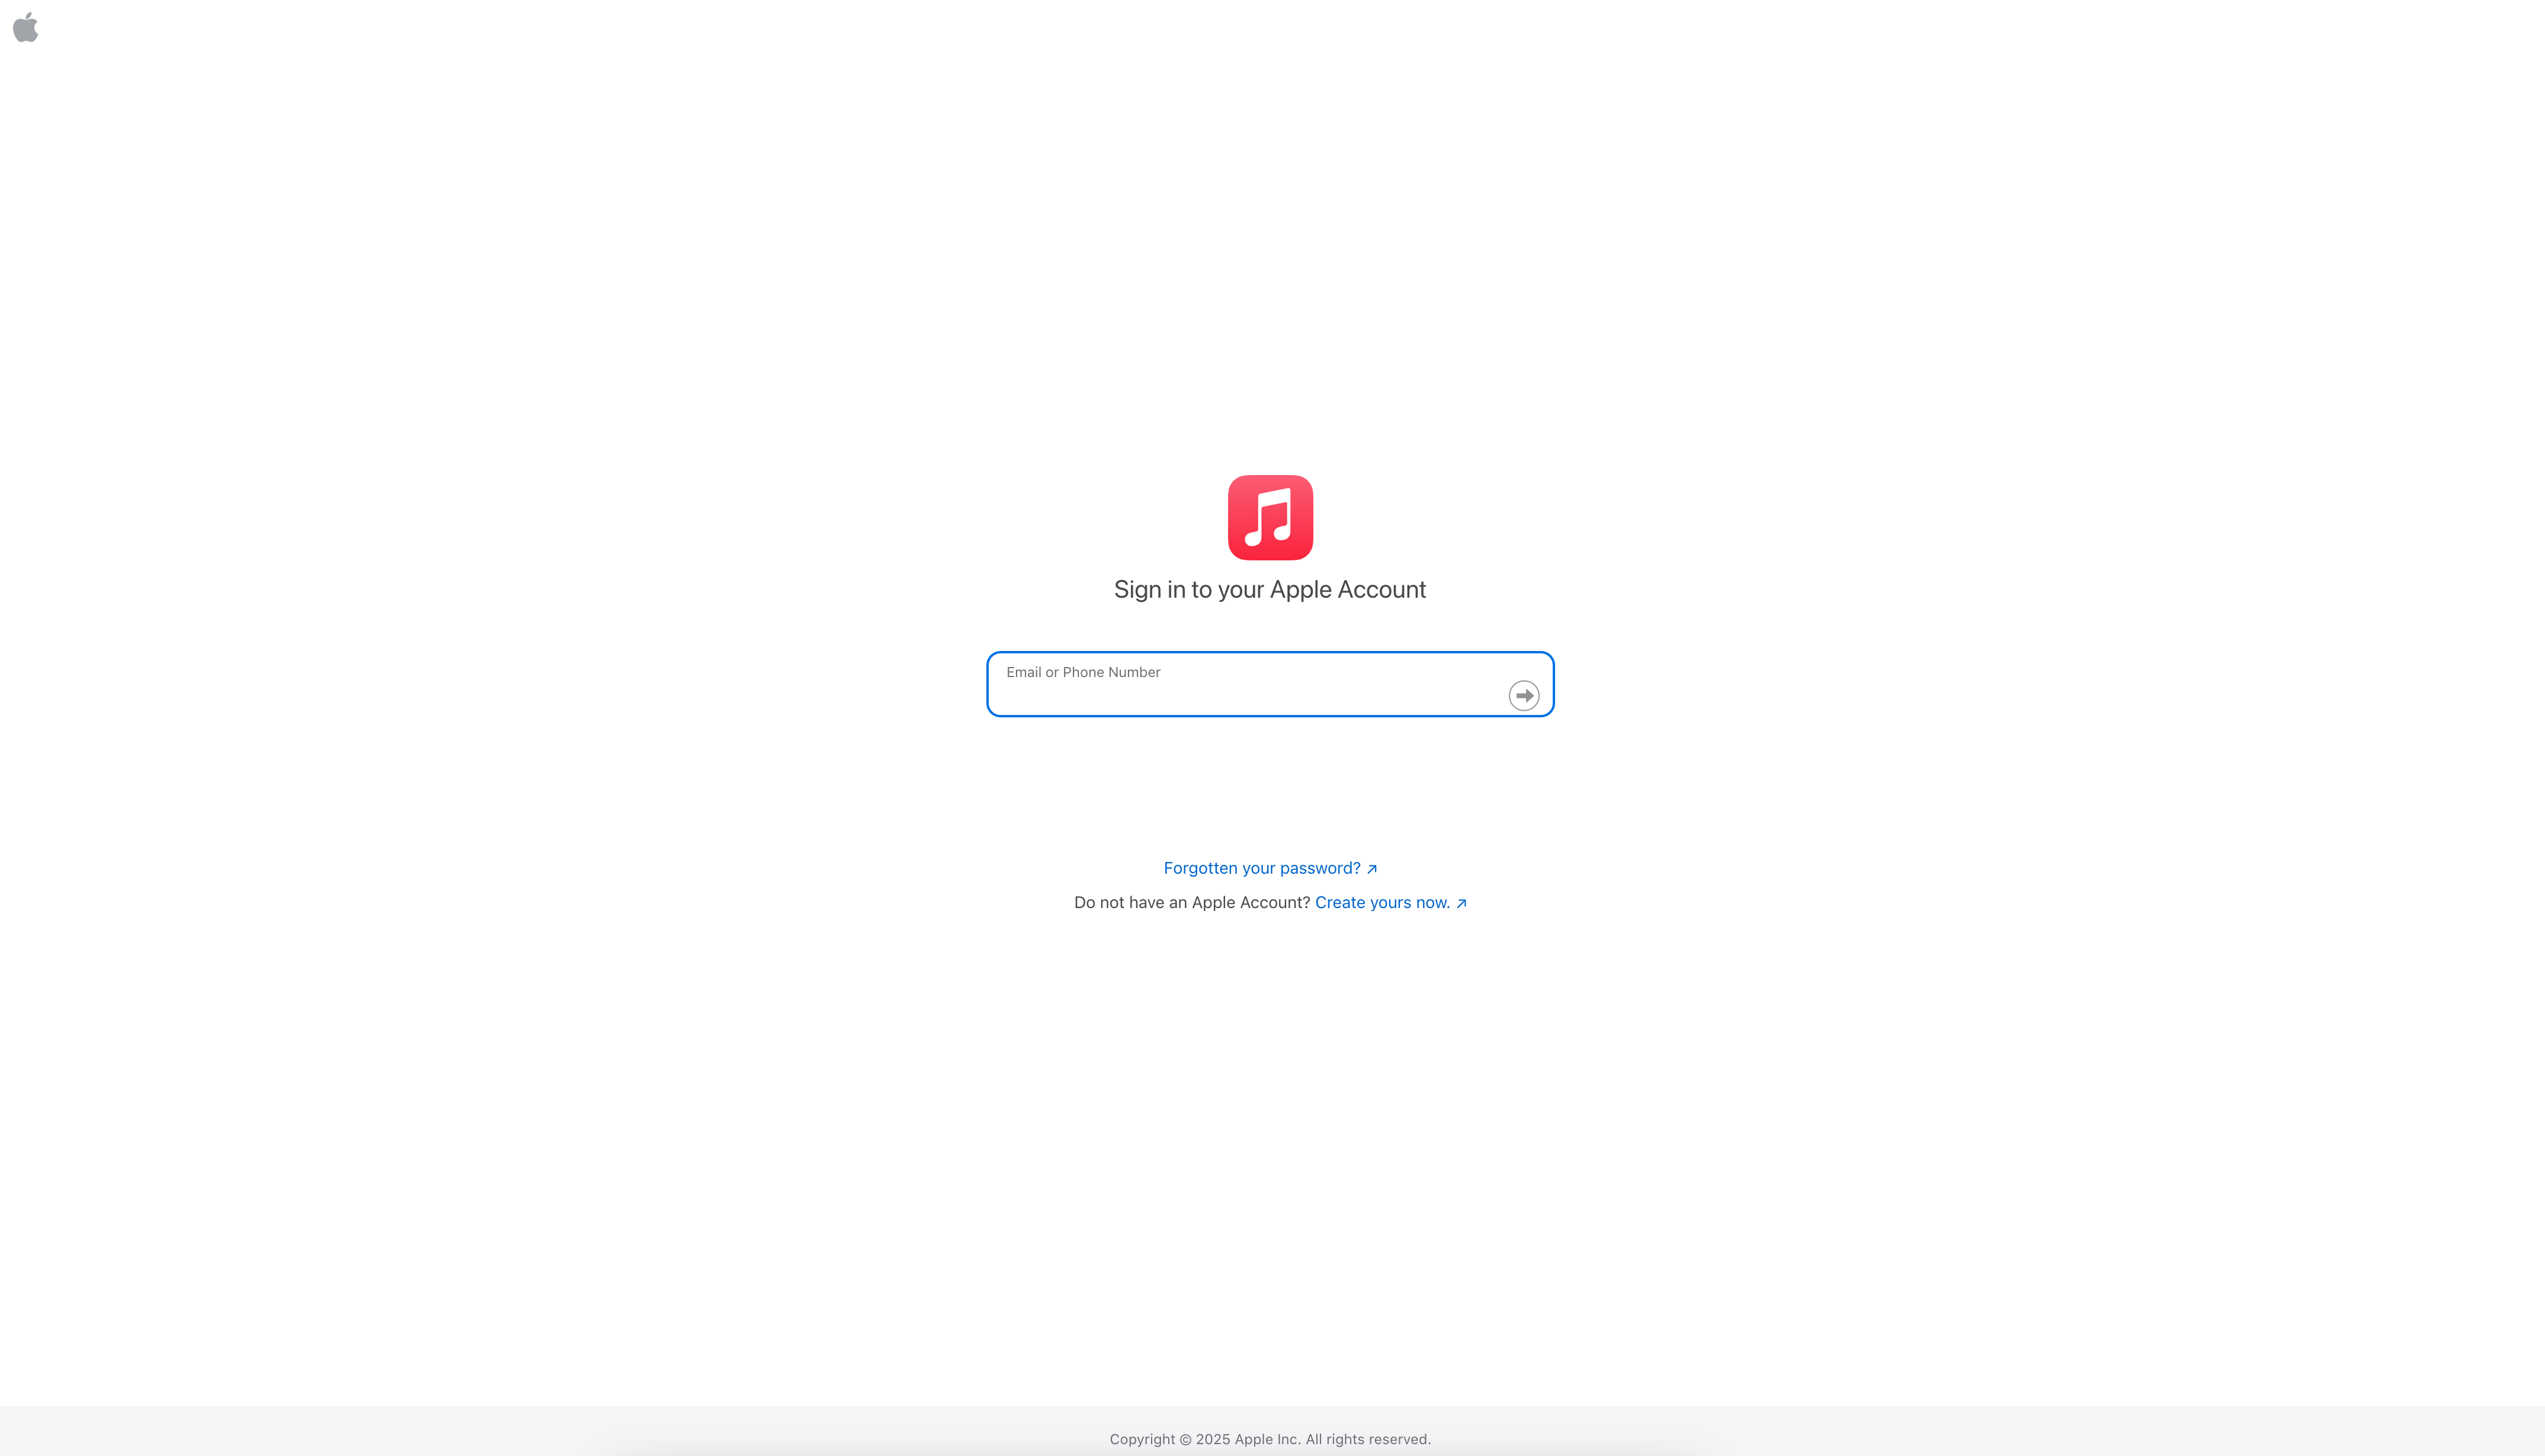 Sign in to your Apple Account
Email or Phone Number
Forgotten your password? ↗
Do not have an Apple Account? Create yours now. ↗
Copyright © 2025 Apple Inc. All rights reserved.